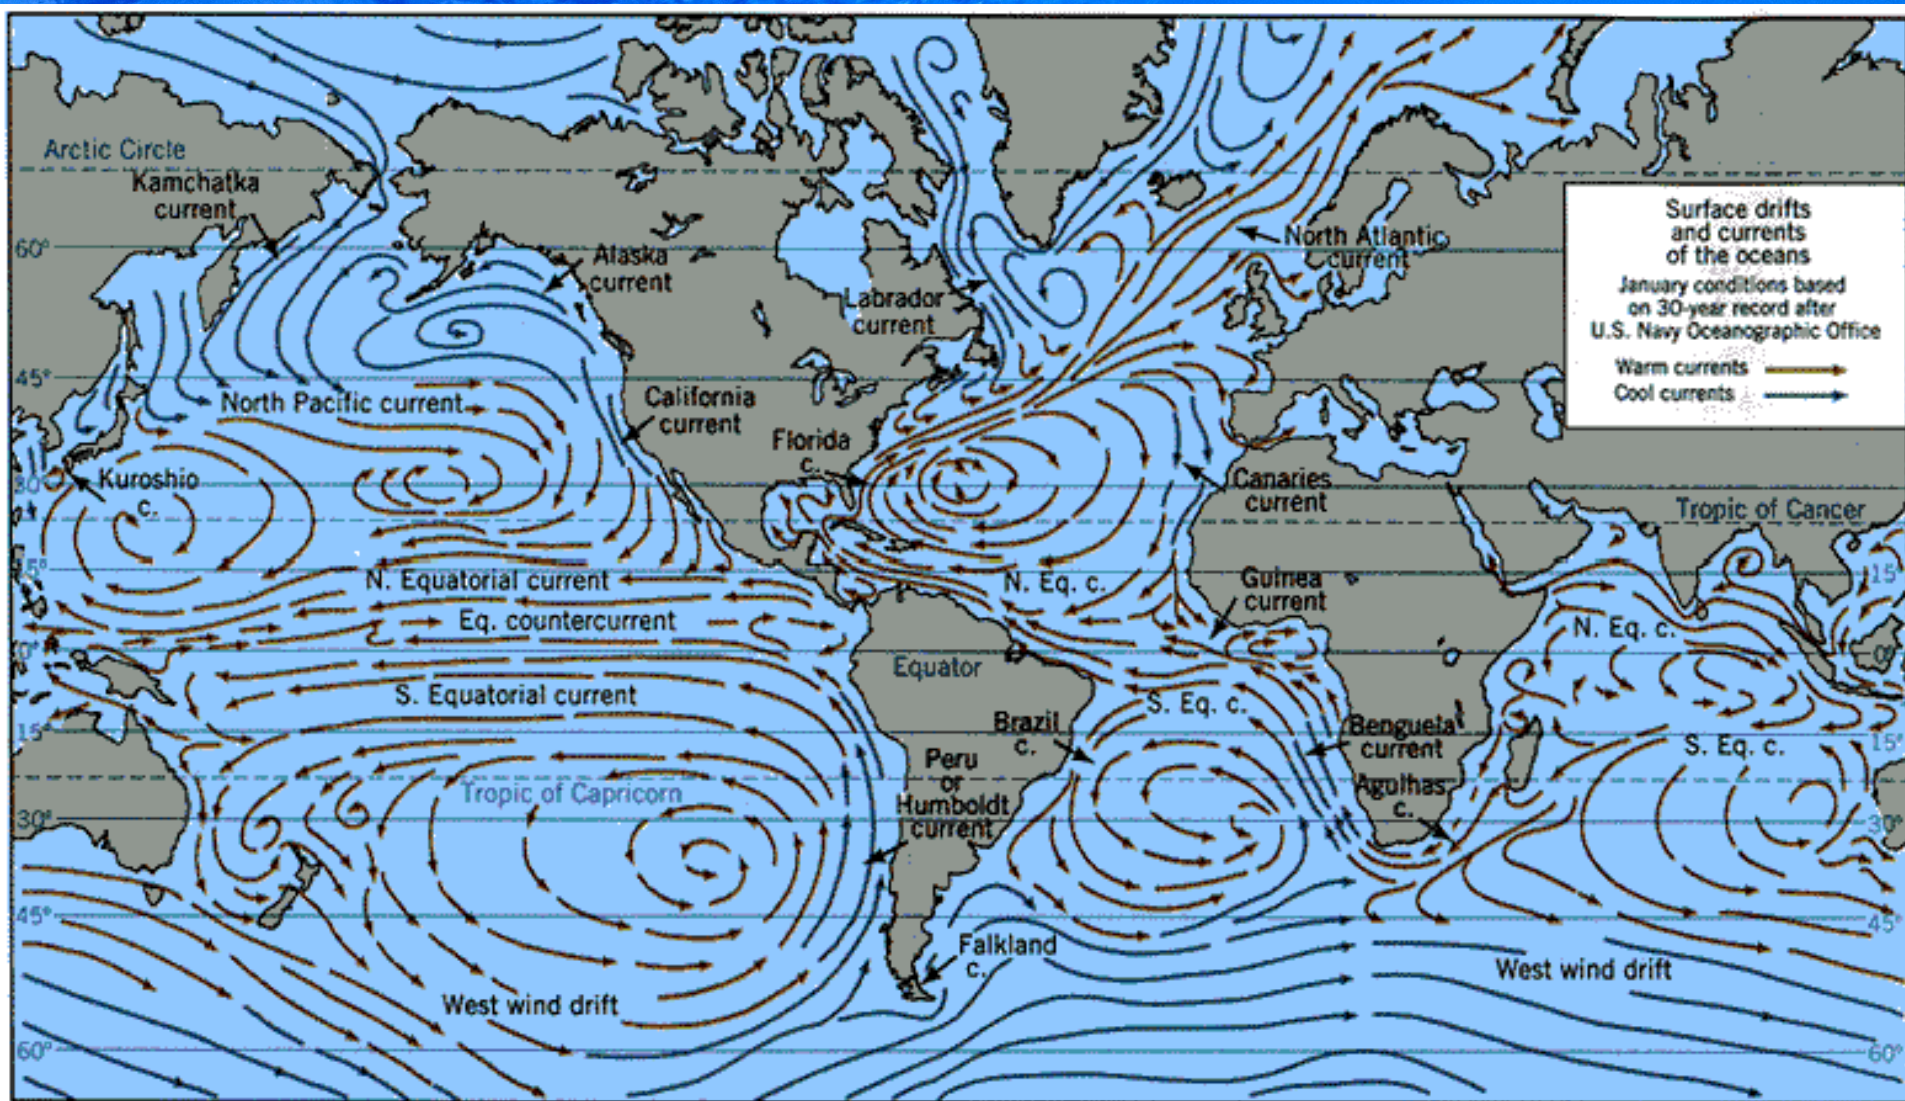 Arctic Circle
Kamchatka
current
60°
Alaska
current
Labrador
current
North Atlantic
current
Surface drifts
and currents
of the oceans
January conditions based
on 30-year record after
U.S. Navy Oceanographic Office
Warm currents
Cool currents
45°
North Pacific current
California
current
Florida
c.
Kuroshio
c.
30°
Canaries
current
Tropic of Cancer
15°
N. Equatorial current
N. Eq. c.
Guinea
current
15°
Eq. countercurrent
N. Eq. c.
0°
Equator
0°
S. Equatorial current
S. Eq. c.
Brazil
c.
Benguela
current
15°
S. Eq. c.
15°
Peru
or
Humboldt
current
Tropic of Capricorn
Agulhas
c.
30°
30°
45°
45°
Falkland
c.
West wind drift
West wind drift
60°
60°